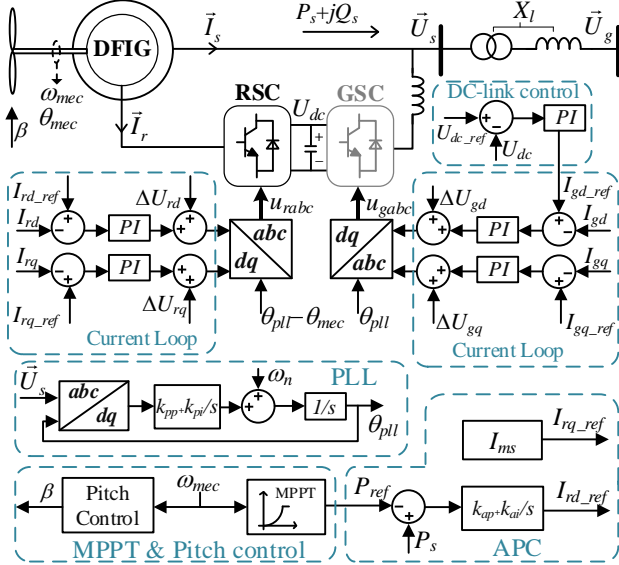 DFIG
I_s
P_s+jQ_s
U_s
X_l
U_g
ω_mec
θ_mec
β
I_r
RSC
U_dc
GSC
+
−
DC-link control
U_dc_ref
+
−
PI
U_dc
I_rd_ref
I_rd
+
−
PI
ΔU_rd
+
+
I_rq
−
+
PI
+
+
I_rq_ref
ΔU_rq
Current Loop
u_rabc
abc
dq
θ_pll−θ_mec
u_gabc
dq
abc
θ_pll
ΔU_gd
+
+
PI
+
−
I_gd_ref
I_gd
+
+
PI
+
−
I_gq
ΔU_gq
I_gq_ref
Current Loop
PLL
U_s
abc
dq
k_pp+k_pi/s
ω_n
+
+
1/s
θ_pll
I_ms
I_rq_ref
β
Pitch
Control
ω_mec
MPPT
P_ref
−
+
k_ap+k_ai/s
I_rd_ref
P_s
MPPT & Pitch control
APC